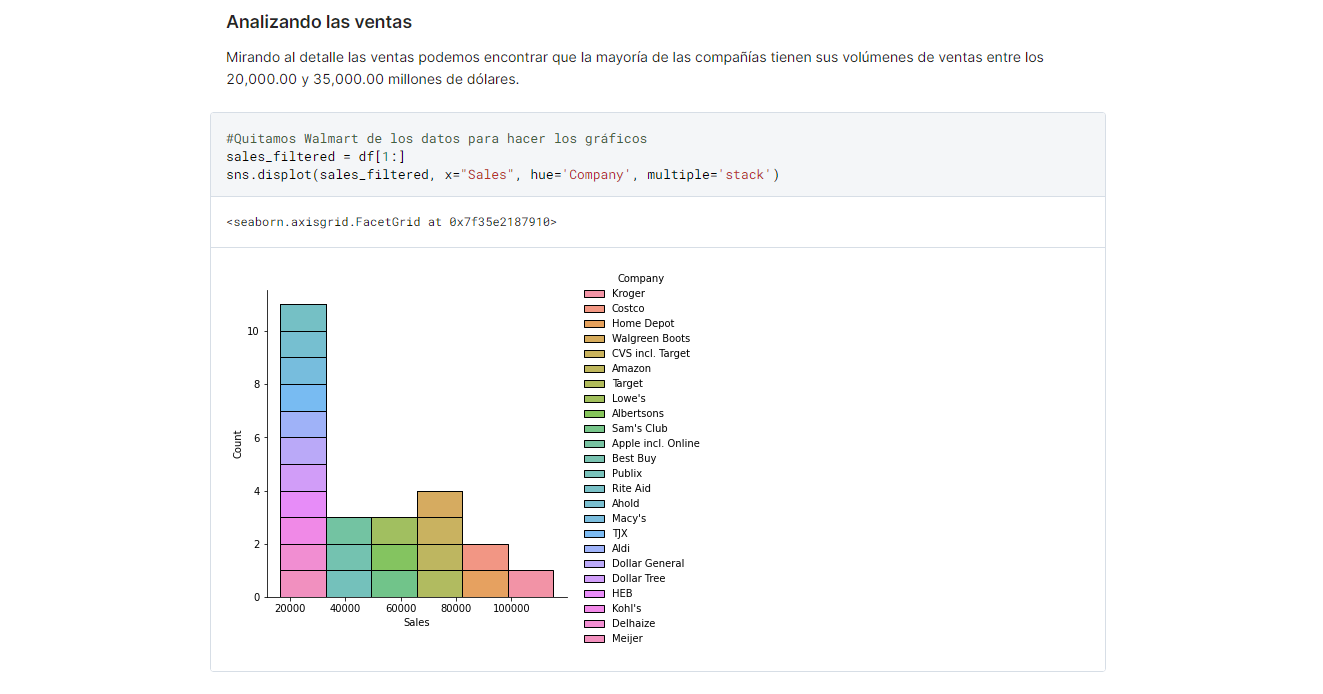 Analizando las ventas
Mirando al detalle las ventas podemos encontrar que la mayoría de las compañías tienen sus volúmenes de ventas entre los
20,000.00 y 35,000.00 millones de dólares.
#Quitamos Walmart de los datos para hacer los gráficos
sales_filtered = df[1:]
sns.displot(sales_filtered, x="Sales", hue='Company', multiple='stack')
<seaborn.axisgrid.FacetGrid at 0x7f35e2187910>
Count
10
8
6
4
2
0
20000 40000 60000 80000 100000
Sales
Company
Kroger
Costco
Home Depot
Walgreen Boots
CVS incl. Target
Amazon
Target
Lowe's
Albertsons
Sam's Club
Apple incl. Online
Best Buy
Publix
Rite Aid
Ahold
Macy's
TJX
Aldi
Dollar General
Dollar Tree
HEB
Kohl's
Delhaize
Meijer